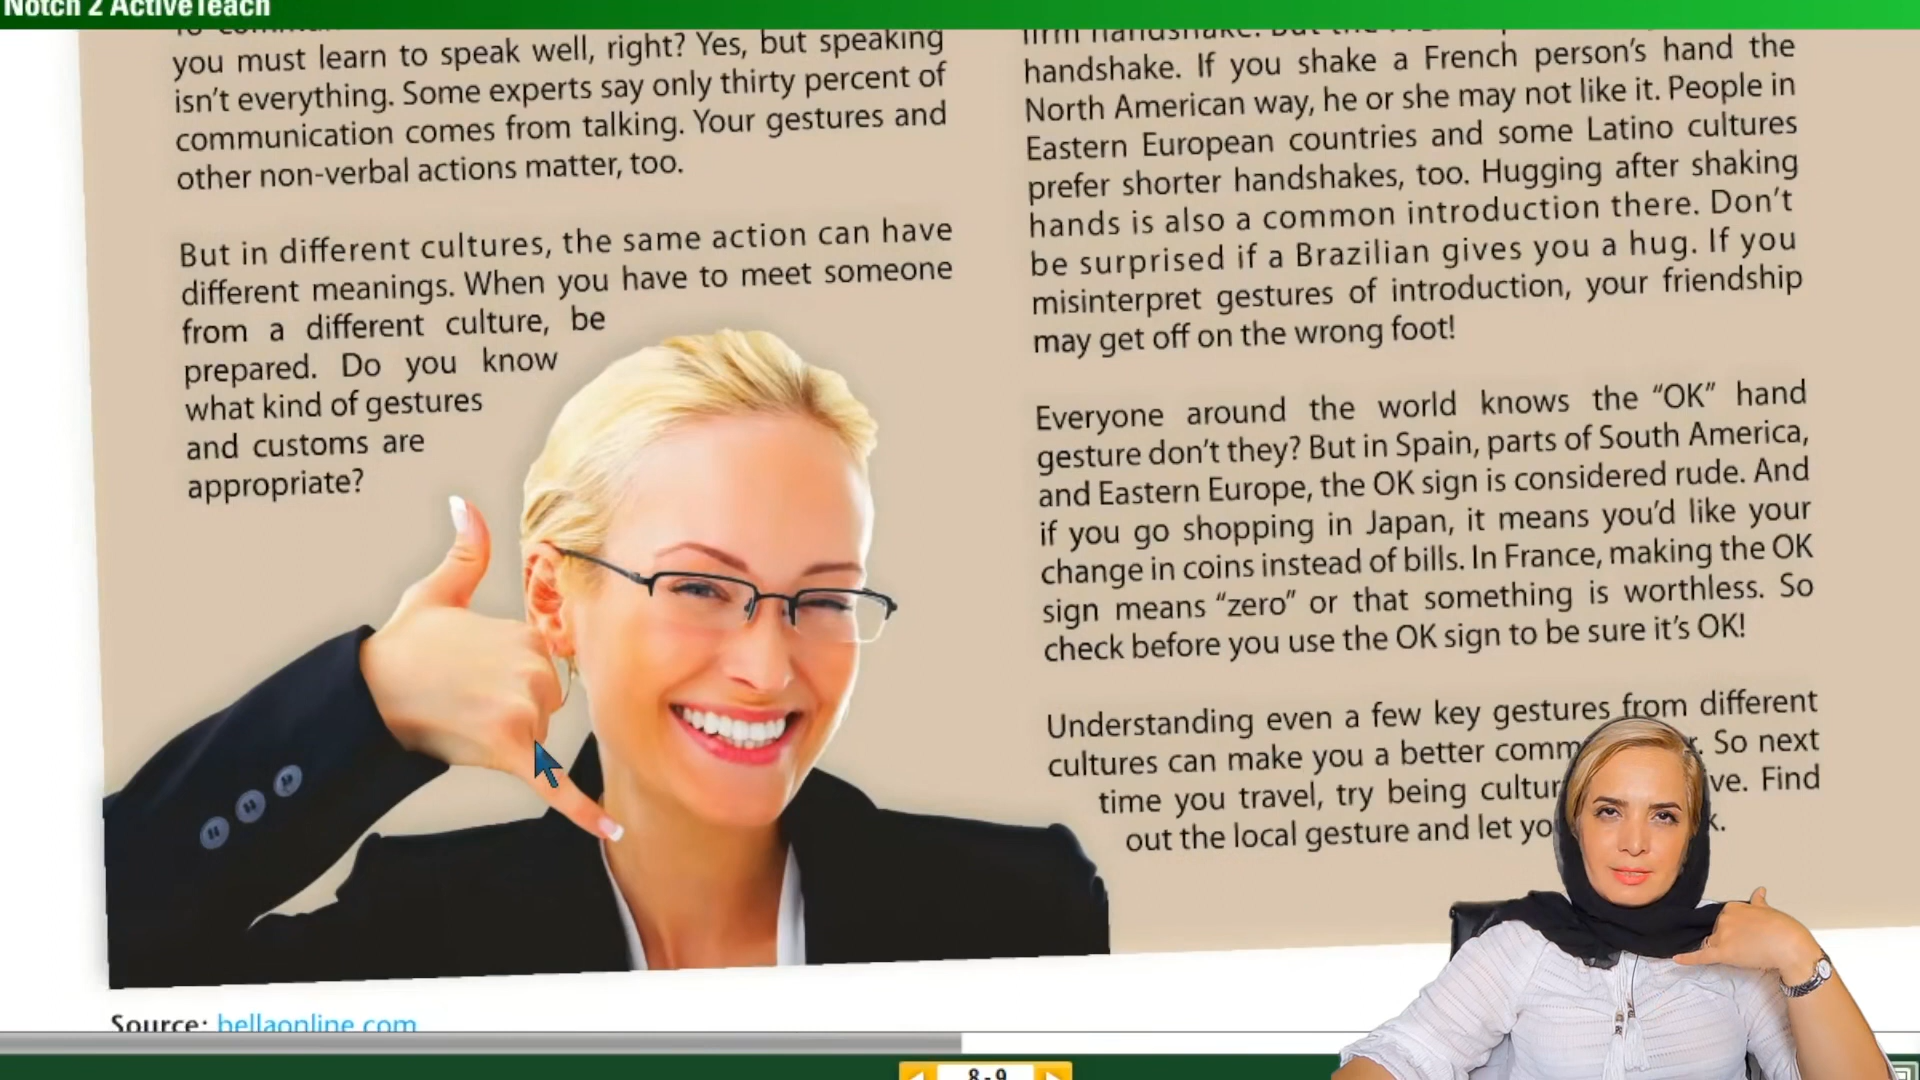 Notch 2 ActiveTeach
you must learn to speak well, right? Yes, but speaking
isn't everything. Some experts say only thirty percent of
communication comes from talking. Your gestures and
other non-verbal actions matter, too.
But in different cultures, the same action can have
different meanings. When you have to meet someone
from a different culture, be
prepared. Do you know
what kind of gestures
and customs are
appropriate?
firm handshake. But the
handshake. If you shake a French person's hand the
North American way, he or she may not like it. People in
Eastern European countries and some Latino cultures
prefer shorter handshakes, too. Hugging after shaking
hands is also a common introduction there. Don't
be surprised if a Brazilian gives you a hug. If you
misinterpret gestures of introduction, your friendship
may get off on the wrong foot!
Everyone around the world knows the “OK” hand
gesture don't they? But in Spain, parts of South America,
and Eastern Europe, the OK sign is considered rude. And
if you go shopping in Japan, it means you'd like your
change in coins instead of bills. In France, making the OK
sign means “zero” or that something is worthless. So
check before you use the OK sign to be sure it's OK!
Understanding even a few key gestures from different
cultures can make you a better So next
time you travel, try being Find
out the local gesture and let
Source: bellaonline.com
8-9